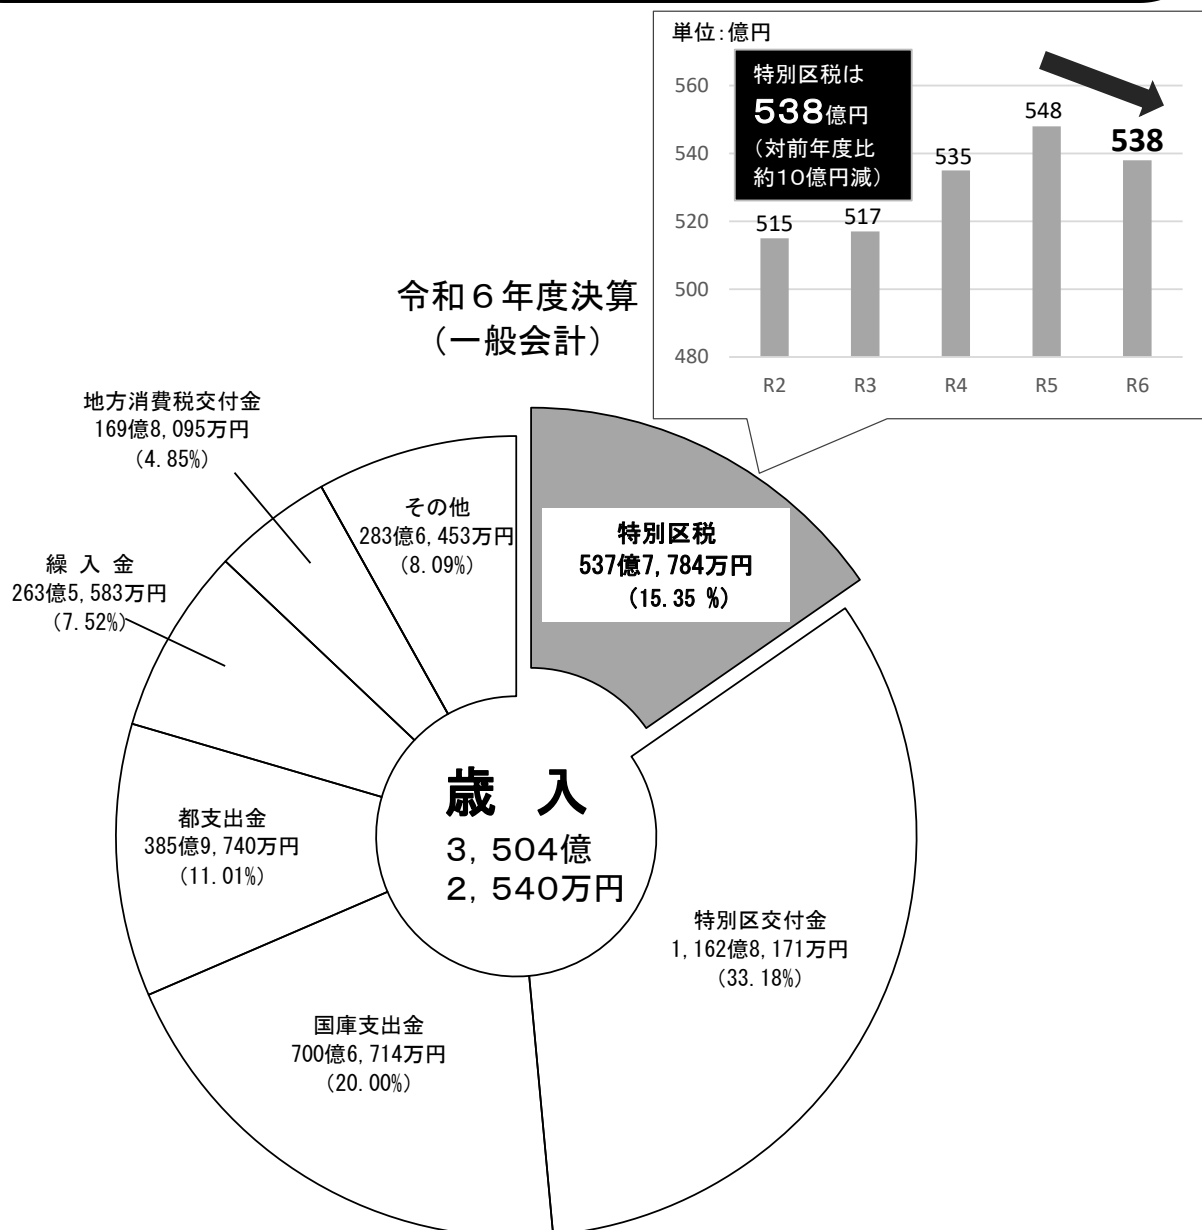 単位：億円
特別区税は
538億円
（対前年度比
約10億円減）
560
540
520
500
480
515
517
535
548
538
R2
R3
R4
R5
R6
令和６年度決算
（一般会計）
地方消費税交付金
169億8,095万円
(4.85%)
その他
283億6,453万円
(8.09%)
特別区税
537億7,784万円
(15.35 %)
繰 入 金
263億5,583万円
(7.52%)
歳 入
3,504億
2,540万円
都支出金
385億9,740万円
(11.01%)
特別区交付金
1,162億8,171万円
(33.18%)
国庫支出金
700億6,714万円
(20.00%)